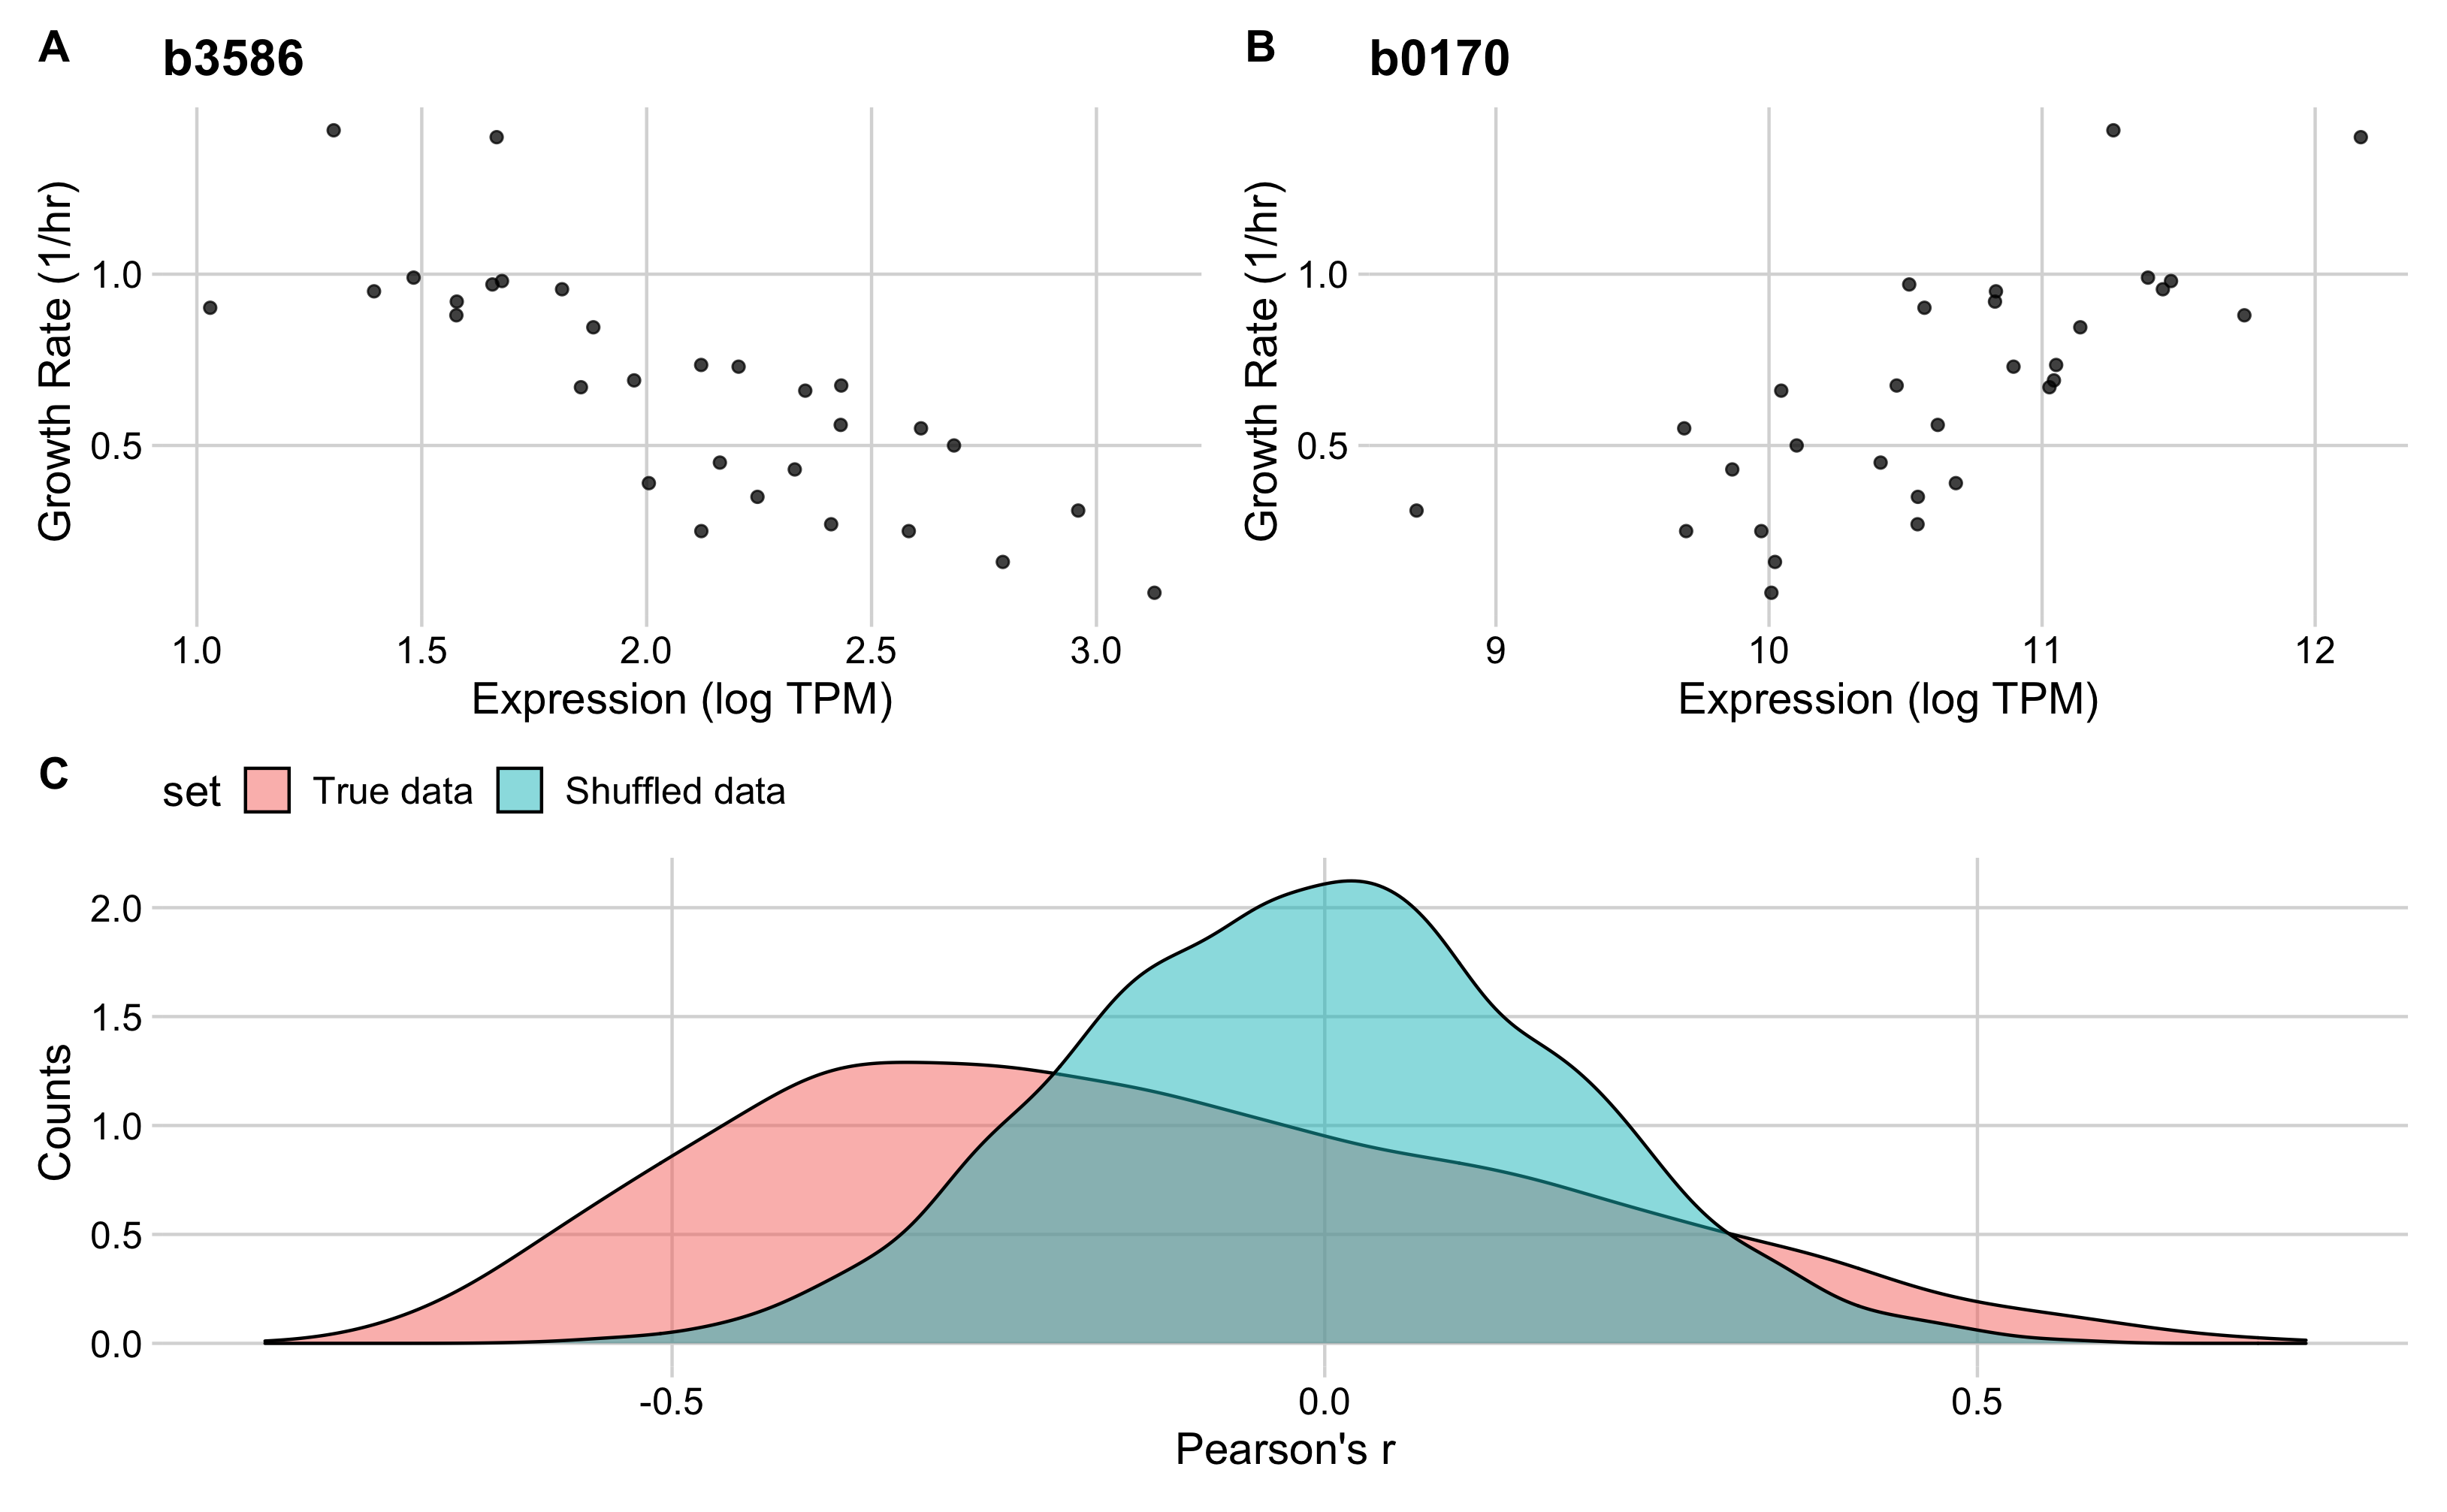 A b3586
Growth Rate (1/hr)
1.0
0.5
1.0 1.5 2.0 2.5 3.0
Expression (log TPM)
B b0170
Growth Rate (1/hr)
1.0
0.5
9 10 11 12
Expression (log TPM)
C set True data Shuffled data
Counts
2.0
1.5
1.0
0.5
0.0
-0.5 0.0 0.5
Pearson's r